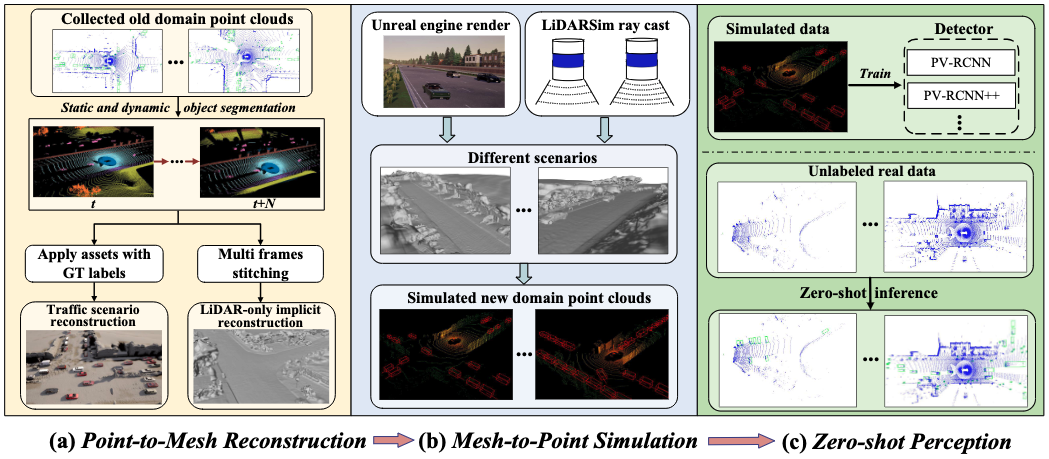 Collected old domain point clouds
Static and dynamic object segmentation
t
t+N
Apply assets with
GT labels
Multi frames
stitching
Traffic scenario
reconstruction
LiDAR-only implicit
reconstruction
Unreal engine render
LiDARSim ray cast
Different scenarios
Simulated new domain point clouds
Simulated data
Train
Detector
PV-RCNN
PV-RCNN++
Unlabeled real data
Zero-shot inference
(a) Point-to-Mesh Reconstruction
(b) Mesh-to-Point Simulation
(c) Zero-shot Perception